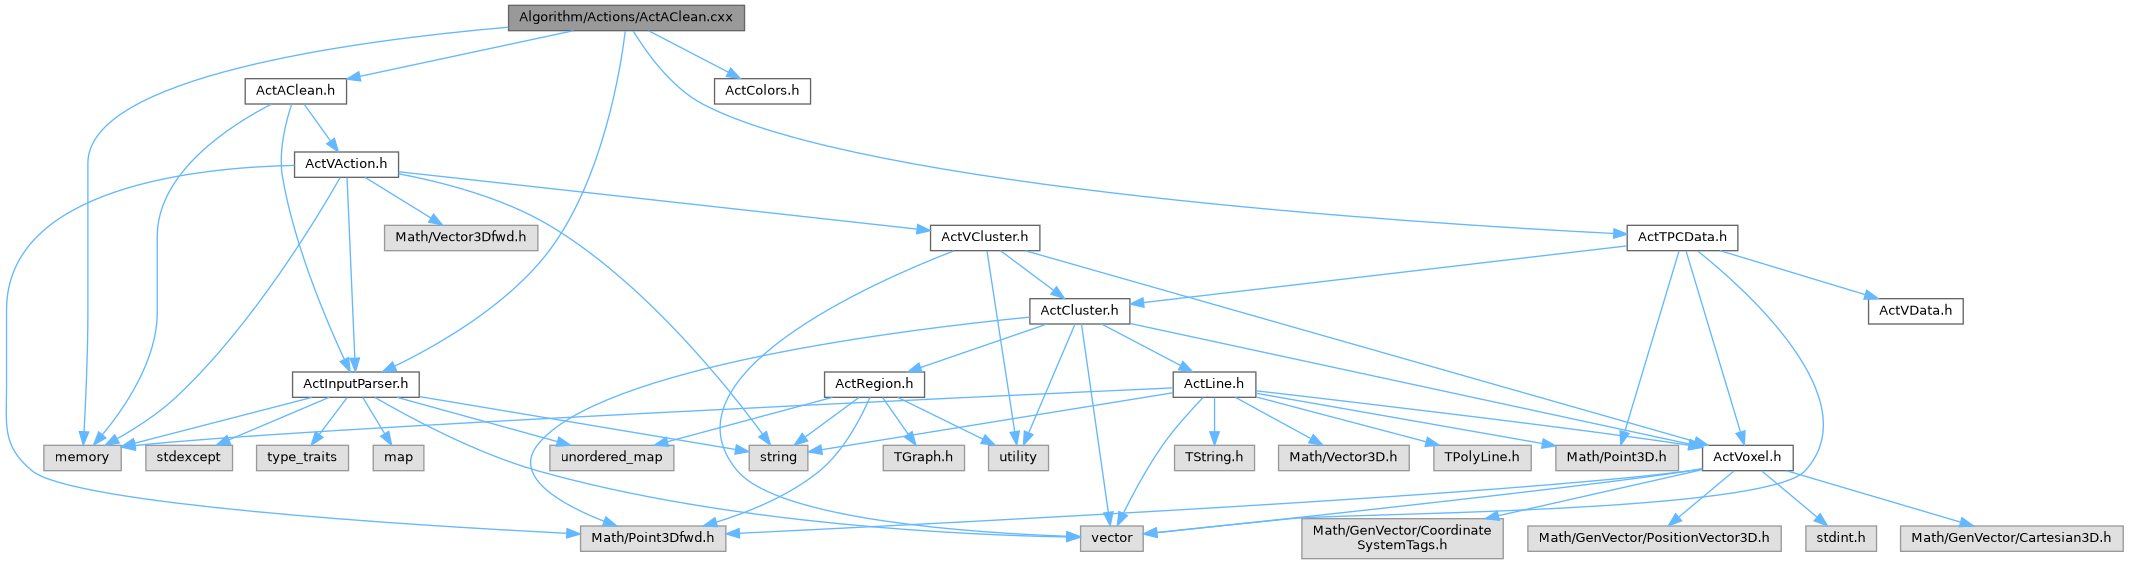 Algorithm/Actions/ActAClean.cxx
ActAClean.h
ActColors.h
ActVAction.h
Math/Vector3Dfwd.h
ActVCluster.h
ActTPCData.h
ActCluster.h
ActVData.h
ActInputParser.h
ActRegion.h
ActLine.h
memory
stdexcept
type_traits
map
unordered_map
string
TGraph.h
utility
TString.h
Math/Vector3D.h
TPolyLine.h
Math/Point3D.h
ActVoxel.h
Math/Point3Dfwd.h
vector
Math/GenVector/Coordinate
SystemTags.h
Math/GenVector/PositionVector3D.h
stdint.h
Math/GenVector/Cartesian3D.h